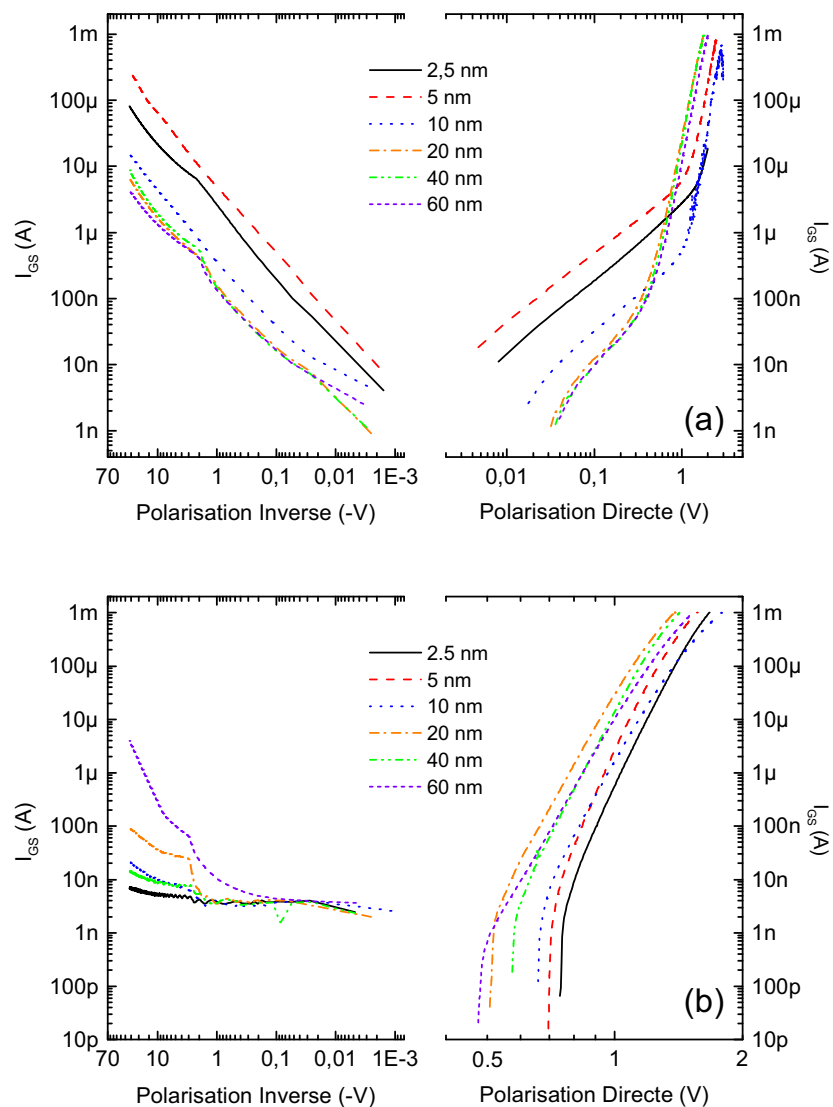 1m
100µ
10µ
1µ
100n
10n
1n
I_GS (A)
70 10 1 0,1 0,01 1E-3
Polarisation Inverse (-V)
2,5 nm
5 nm
10 nm
20 nm
40 nm
60 nm
0,01 0,1 1
Polarisation Directe (V)
1m
100µ
10µ
1µ
100n
10n
1n
I_GS (A)
(a)
1m
100µ
10µ
1µ
100n
10n
1n
100p
10p
I_GS (A)
70 10 1 0,1 0,01 1E-3
Polarisation Inverse (-V)
2.5 nm
5 nm
10 nm
20 nm
40 nm
60 nm
0.5 1 2
Polarisation Directe (V)
1m
100µ
10µ
1µ
100n
10n
1n
100p
10p
I_GS (A)
(b)